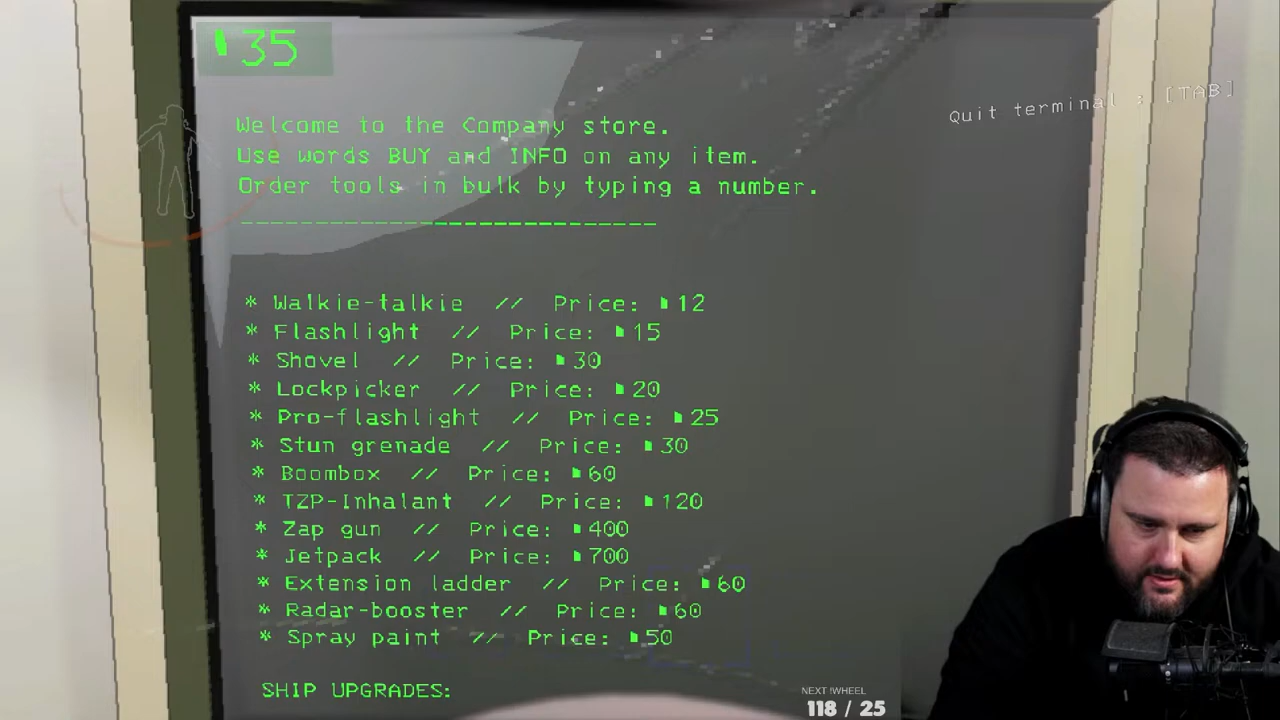 ▮35
Quit terminal : [TAB]
Welcome to the Company store.
Use words BUY and INFO on any item.
Order tools in bulk by typing a number.
----------------------------
* Walkie-talkie // Price: ▮12
* Flashlight // Price: ▮15
* Shovel // Price: ▮30
* Lockpicker // Price: ▮20
* Pro-flashlight // Price: ▮25
* Stun grenade // Price: ▮30
* Boombox // Price: ▮60
* TZP-Inhalant // Price: ▮120
* Zap gun // Price: ▮400
* Jetpack // Price: ▮700
* Extension ladder // Price: ▮60
* Radar-booster // Price: ▮60
* Spray paint // Price: ▮50
SHIP UPGRADES:
NEXT !WHEEL
118 / 25